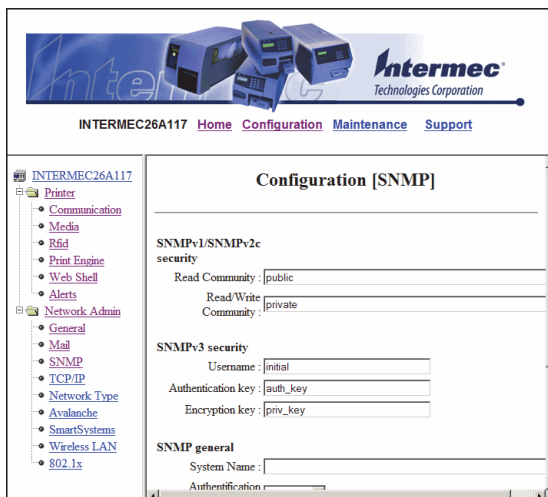 Intermec
Intermec®
Technologies Corporation
INTERMEC26A117 Home Configuration Maintenance Support
INTERMEC26A117
Printer
Communication
Media
Rfid
Print Engine
Web Shell
Alerts
Network Admin
General
Mail
SNMP
TCP/IP
Network Type
Avalanche
SmartSystems
Wireless LAN
802.1x
Configuration [SNMP]
SNMPv1/SNMPv2c
security
Read Community : public
Read/Write
Community : private
SNMPv3 security
Username : initial
Authentication key : auth_key
Encryption key : priv_key
SNMP general
System Name :
Authentification